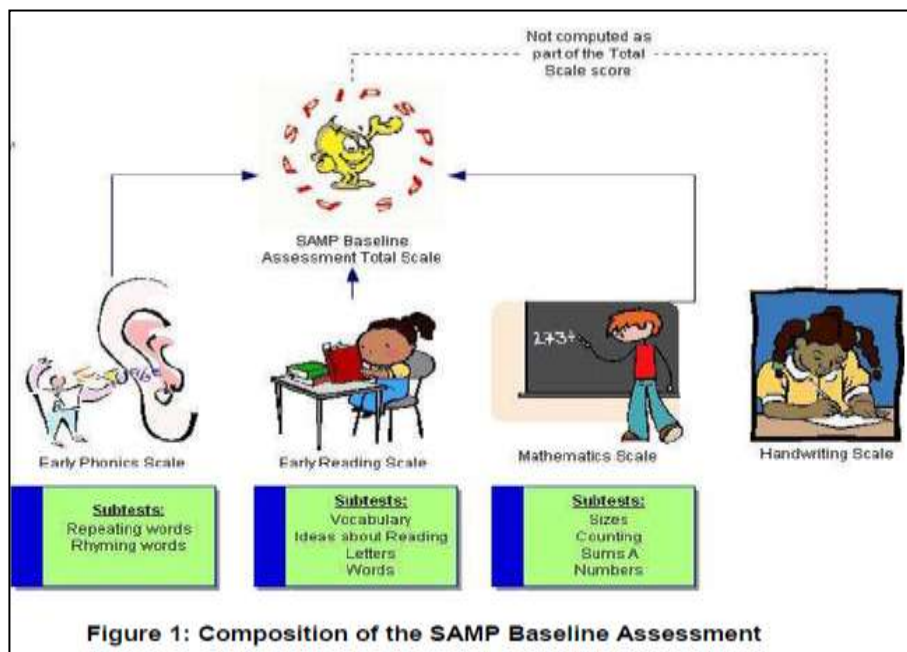 Not computed as
part of the Total
Scale score
PIPSPIPSPIPS
SAMP Baseline
Assessment Total Scale
273+
Early Phonics Scale
Early Reading Scale
Mathematics Scale
Handwriting Scale
Subtests:
Repeating words
Rhyming words
Subtests:
Vocabulary
Ideas about Reading
Letters
Words
Subtests:
Sizes
Counting
Sums A
Numbers
Figure 1: Composition of the SAMP Baseline Assessment